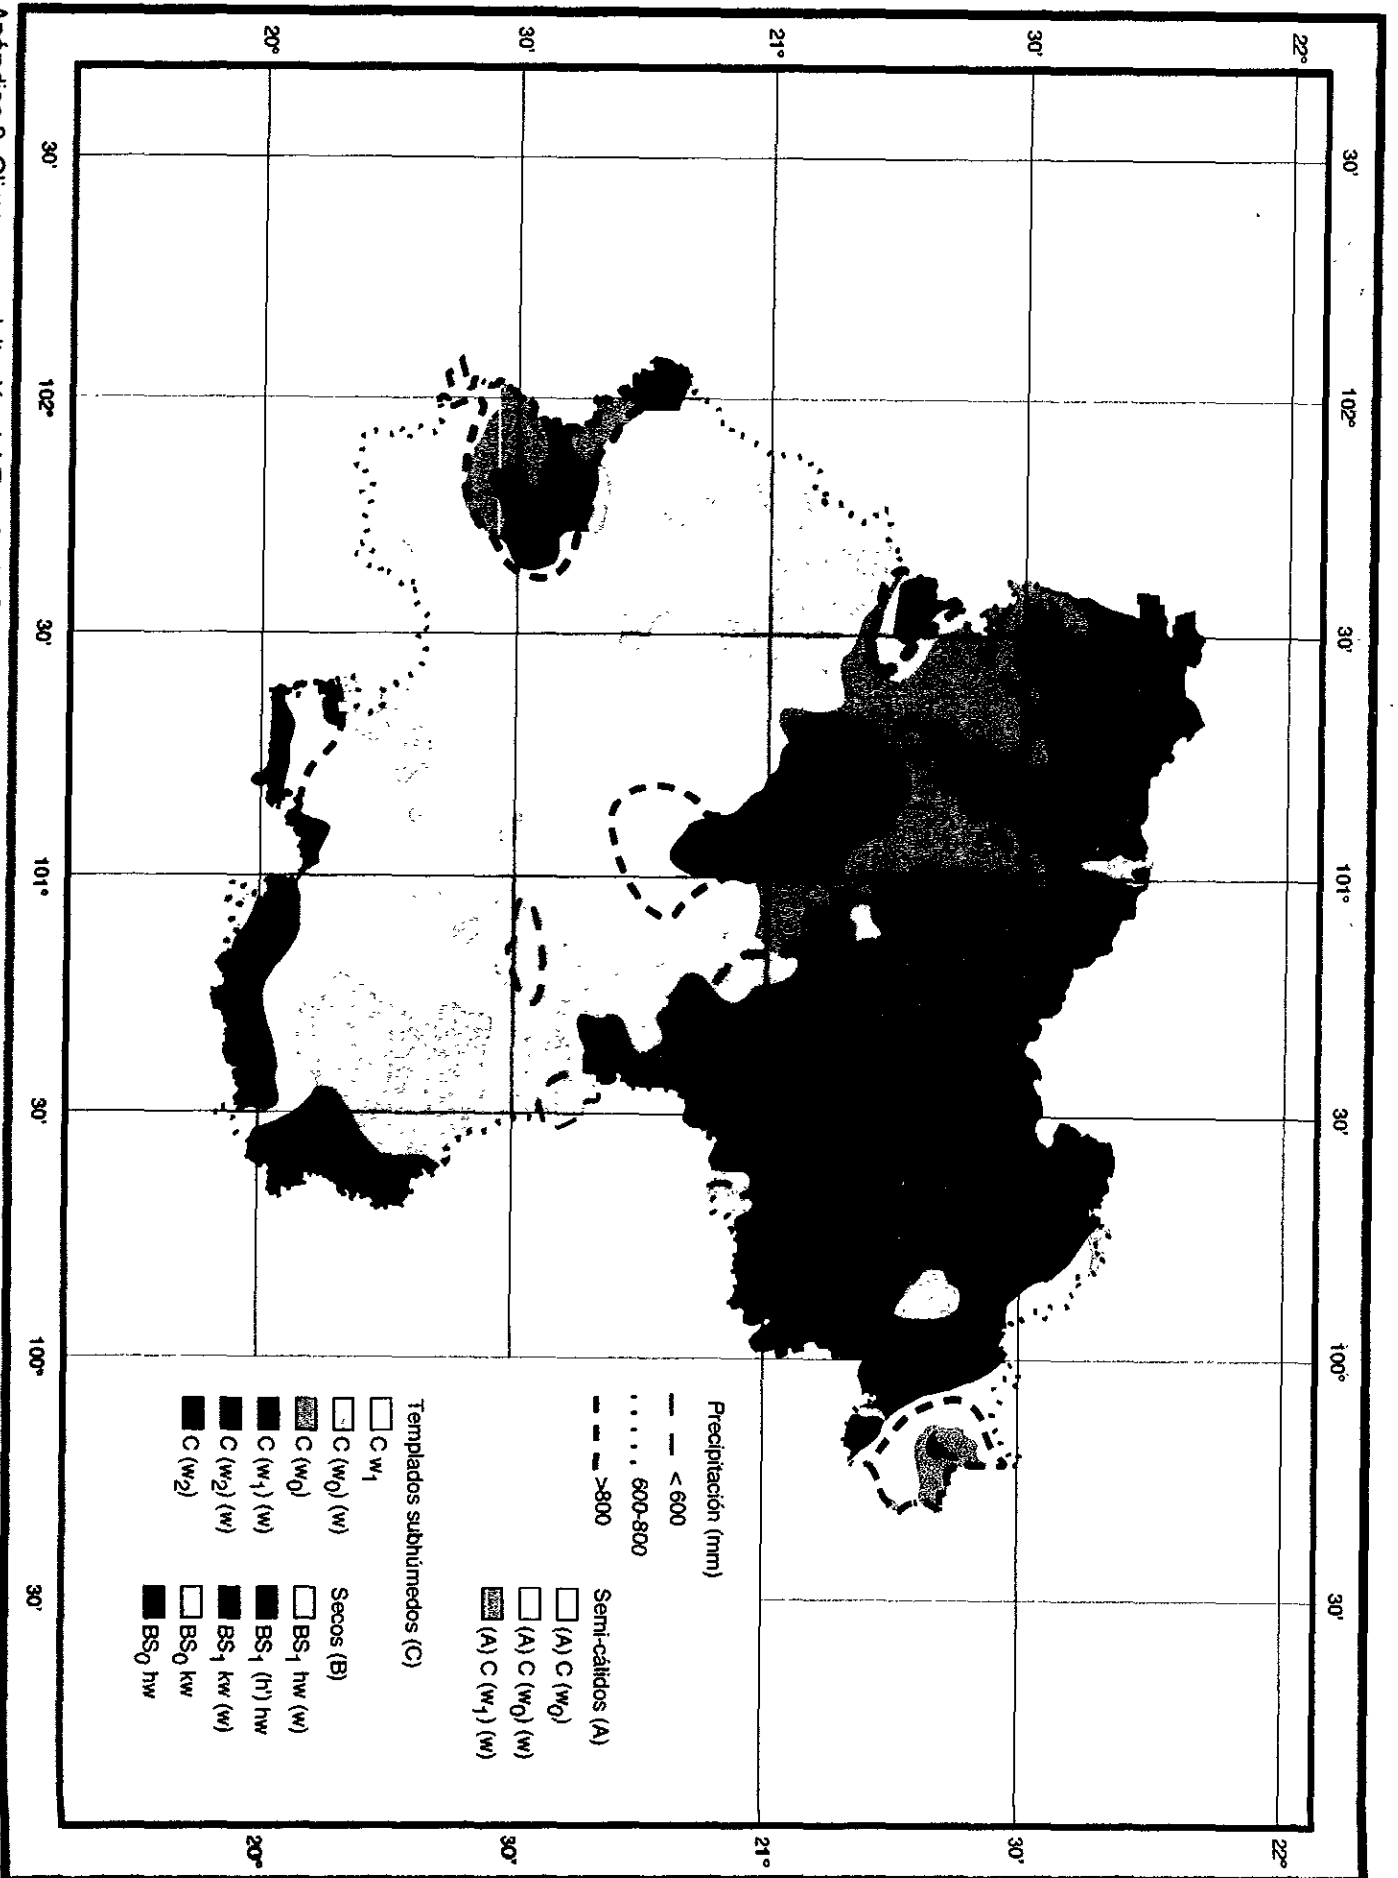 22°
30'
21°
30'
20°
30'
102°
30'
101°
30'
100°
30'
30'
102°
30'
101°
30'
100°
30'
22°
30'
21°
30'
20°
Precipitación (mm)
< 600
600-800
>800
Semi-cálidos (A)
(A) C (w0)
(A) C (w0) (w)
(A) C (w1) (w)
Templados subhúmedos (C)
C w1
C (w0) (w)
C (w0)
C (w1) (w)
C (w2) (w)
C (w2)
Secos (B)
BS1 hw (w)
BS1 (h') hw
BS1 kw (w)
BS0 kw
BS0 hw